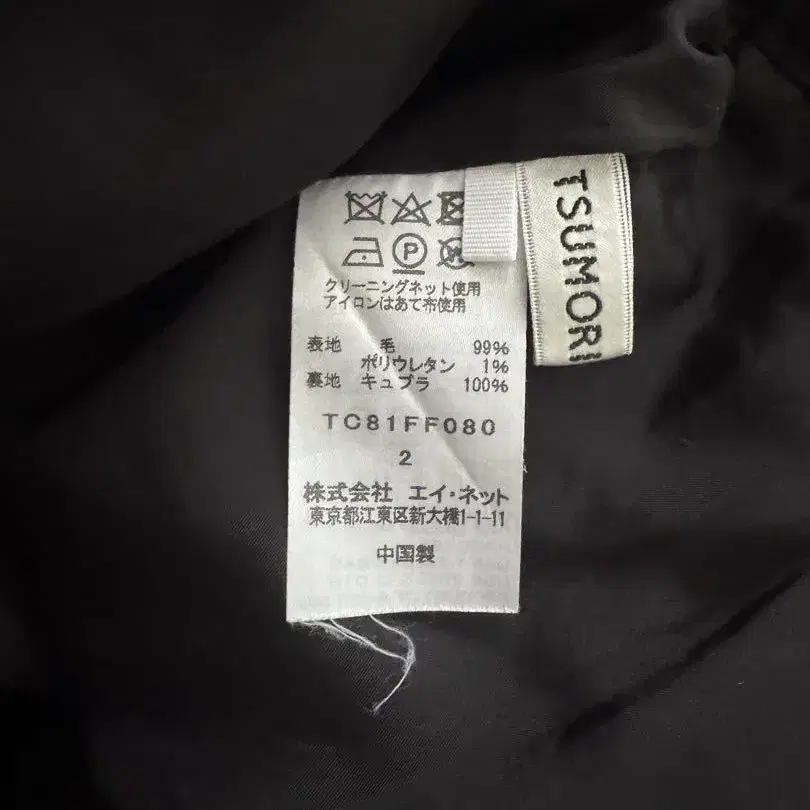 P
クリーニングネット使用
アイロンはあて布使用
表地 毛 99%
ポリウレタン 1%
裏地 キュプラ 100%
TC81FF080
2
株式会社 エイ・ネット
東京都江東区新大橋1-1-11
中国製
TSUMORI